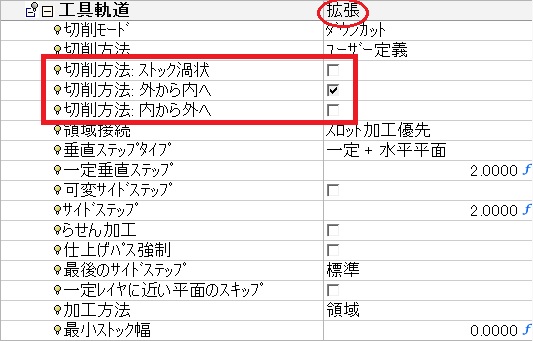 工具軌道 拡張
切削モード ダウンカット
切削方法 ユーザー定義
切削方法: ストック渦状
切削方法: 外から内へ
切削方法: 内から外へ
領域接続 スロット加工優先
垂直ステップタイプ 一定 + 水平平面
一定垂直ステップ 2.0000 f
可変サイドステップ
サイドステップ 2.0000 f
らせん加工
仕上げパス強制
最後のサイドステップ 標準
一定レイヤに近い平面のスキップ
加工方法 領域
最小ストック幅 0.0000 f